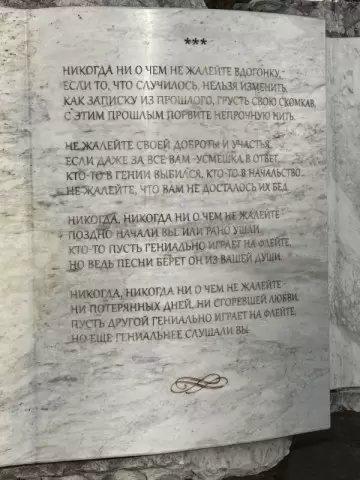 ***
НИКОГДА НИ О ЧЕМ НЕ ЖАЛЕЙТЕ ВДОГОНКУ,
ЕСЛИ ТО, ЧТО СЛУЧИЛОСЬ, НЕЛЬЗЯ ИЗМЕНИТЬ.
КАК ЗАПИСКУ ИЗ ПРОШЛОГО, ГРУСТЬ СВОЮ СКОМКАВ,
С ЭТИМ ПРОШЛЫМ ПОРВИТЕ НЕПРОЧНУЮ НИТЬ.
НЕ ЖАЛЕЙТЕ СВОЕЙ ДОБРОТЫ И УЧАСТЬЯ,
ЕСЛИ ДАЖЕ ЗА ВСЕ ВАМ - УСМЕШКА В ОТВЕТ.
КТО-ТО В ГЕНИИ ВЫБИЛСЯ, КТО-ТО В НАЧАЛЬСТВО...
НЕ ЖАЛЕЙТЕ, ЧТО ВАМ НЕ ДОСТАЛОСЬ ИХ БЕД.
НИКОГДА, НИКОГДА НИ О ЧЕМ НЕ ЖАЛЕЙТЕ -
ПОЗДНО НАЧАЛИ ВЫ ИЛИ РАНО УШЛИ.
КТО-ТО ПУСТЬ ГЕНИАЛЬНО ИГРАЕТ НА ФЛЕЙТЕ,
НО ВЕДЬ ПЕСНИ БЕРЕТ ОН ИЗ ВАШЕЙ ДУШИ.
НИКОГДА, НИКОГДА НИ О ЧЕМ НЕ ЖАЛЕЙТЕ -
НИ ПОТЕРЯННЫХ ДНЕЙ, НИ СГОРЕВШЕЙ ЛЮБВИ.
ПУСТЬ ДРУГОЙ ГЕНИАЛЬНО ИГРАЕТ НА ФЛЕЙТЕ,
НО ЕЩЕ ГЕНИАЛЬНЕЕ СЛУШАЛИ ВЫ.